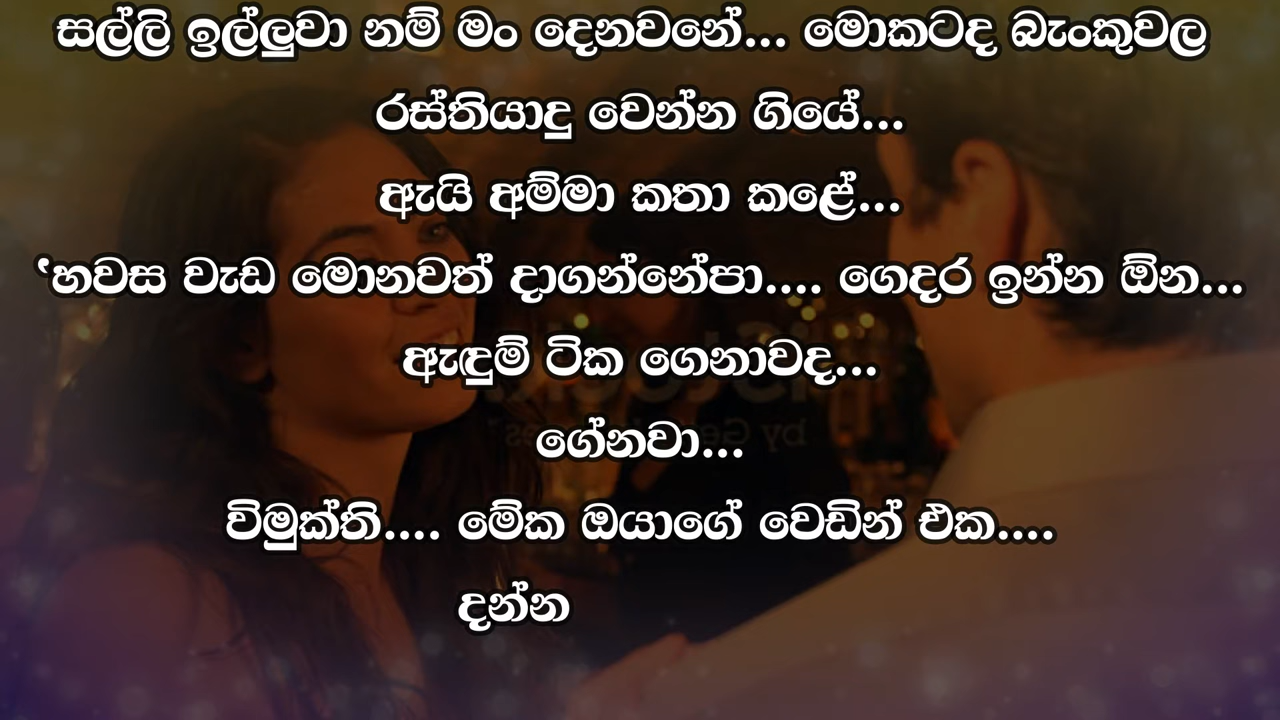 සල්ලි ඉල්ලුවා නම් මං දෙනවනේ... මොකටද බැංකුවල
රස්තියාදු වෙන්න ගියේ...
ඇයි අම්මා කතා කළේ...
‘හවස වැඩ මොනවත් දාගන්නේපා.... ගෙදර ඉන්න ඕන...
ඇඳුම් ටික ගෙනාවද...
ගේනවා...
විමුක්ති.... මේක ඔයාගේ වෙඩින් එක....
දන්න